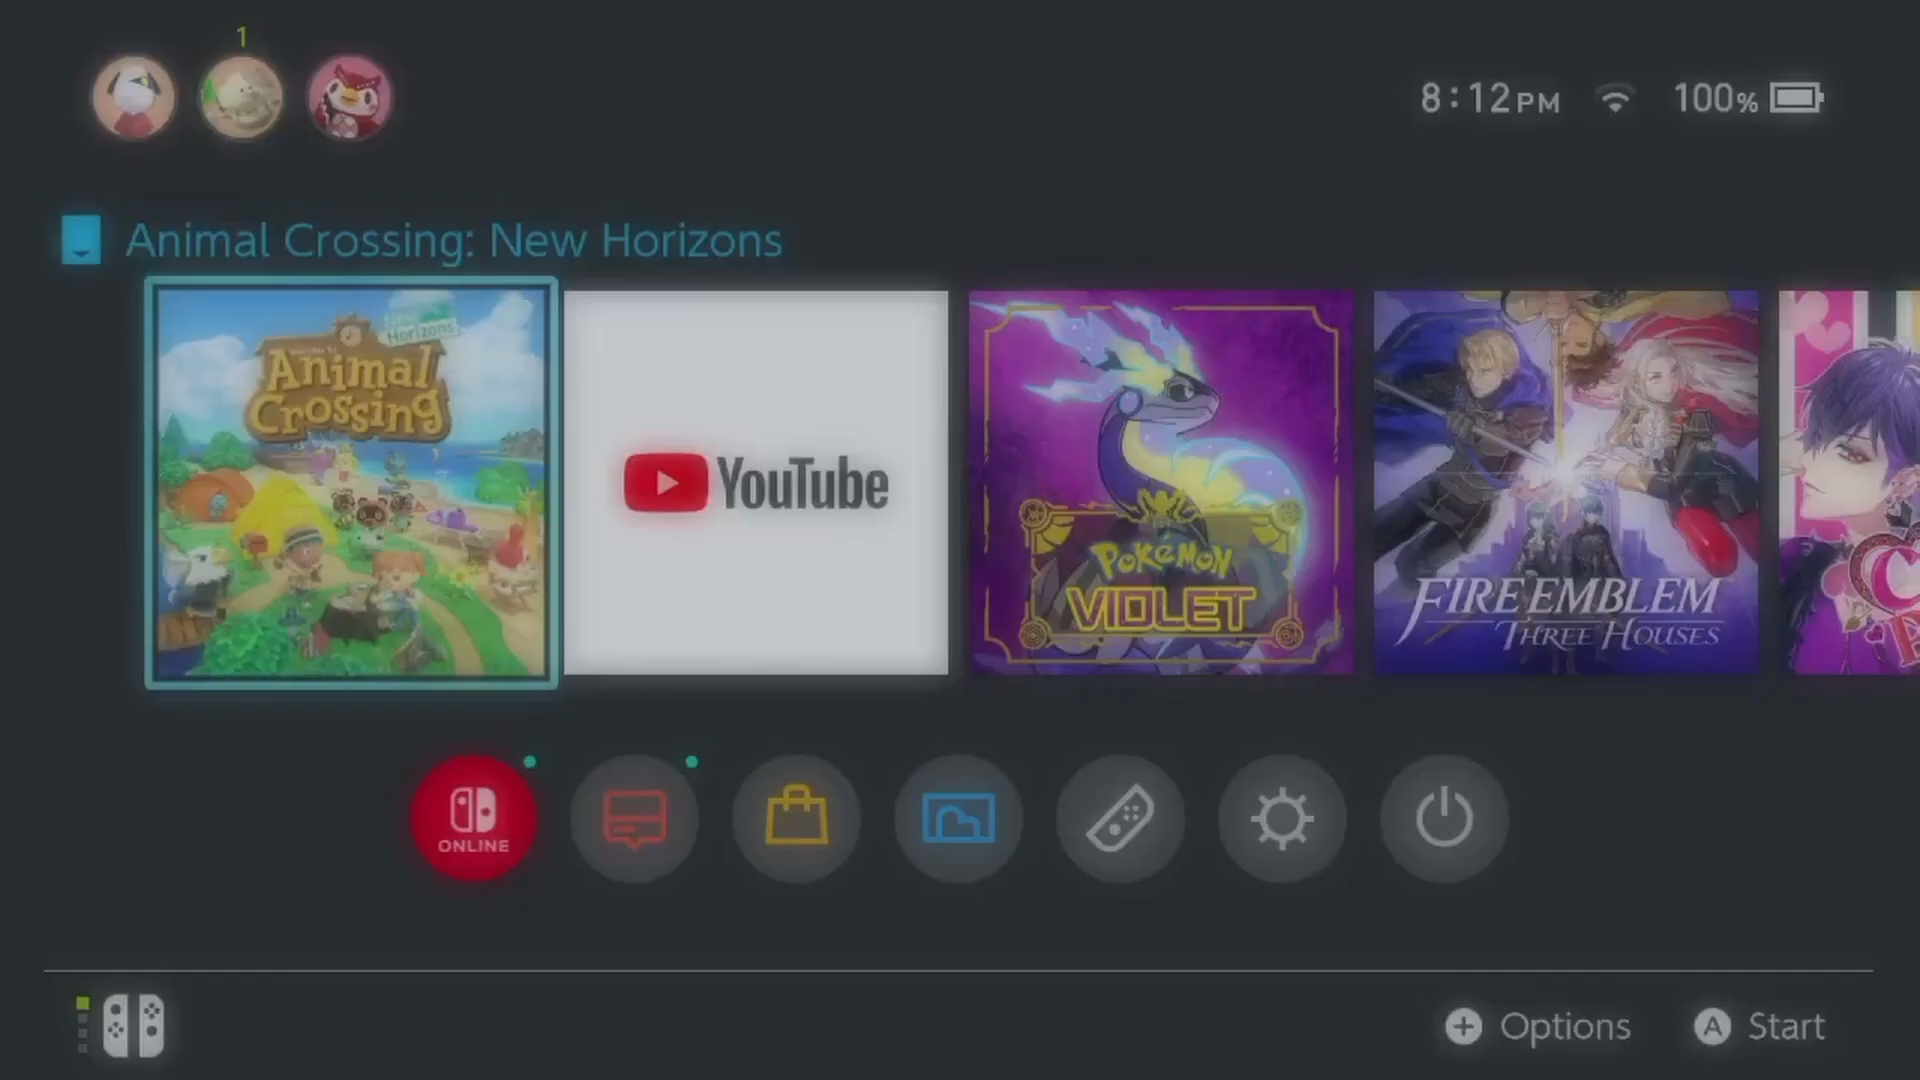 1
8:12PM 100%
Animal Crossing: New Horizons
New Horizons
Animal
Crossing
YouTube
POKéMON
VIOLET
FIRE EMBLEM
THREE HOUSES
ONLINE
+ Options A Start